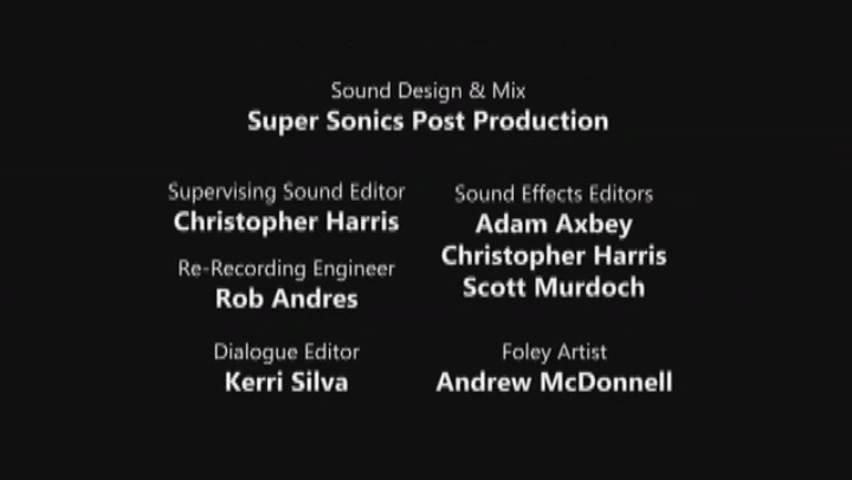 Sound Design & Mix
Super Sonics Post Production
Supervising Sound Editor
Christopher Harris
Re-Recording Engineer
Rob Andres
Dialogue Editor
Kerri Silva
Sound Effects Editors
Adam Axbey
Christopher Harris
Scott Murdoch
Foley Artist
Andrew McDonnell